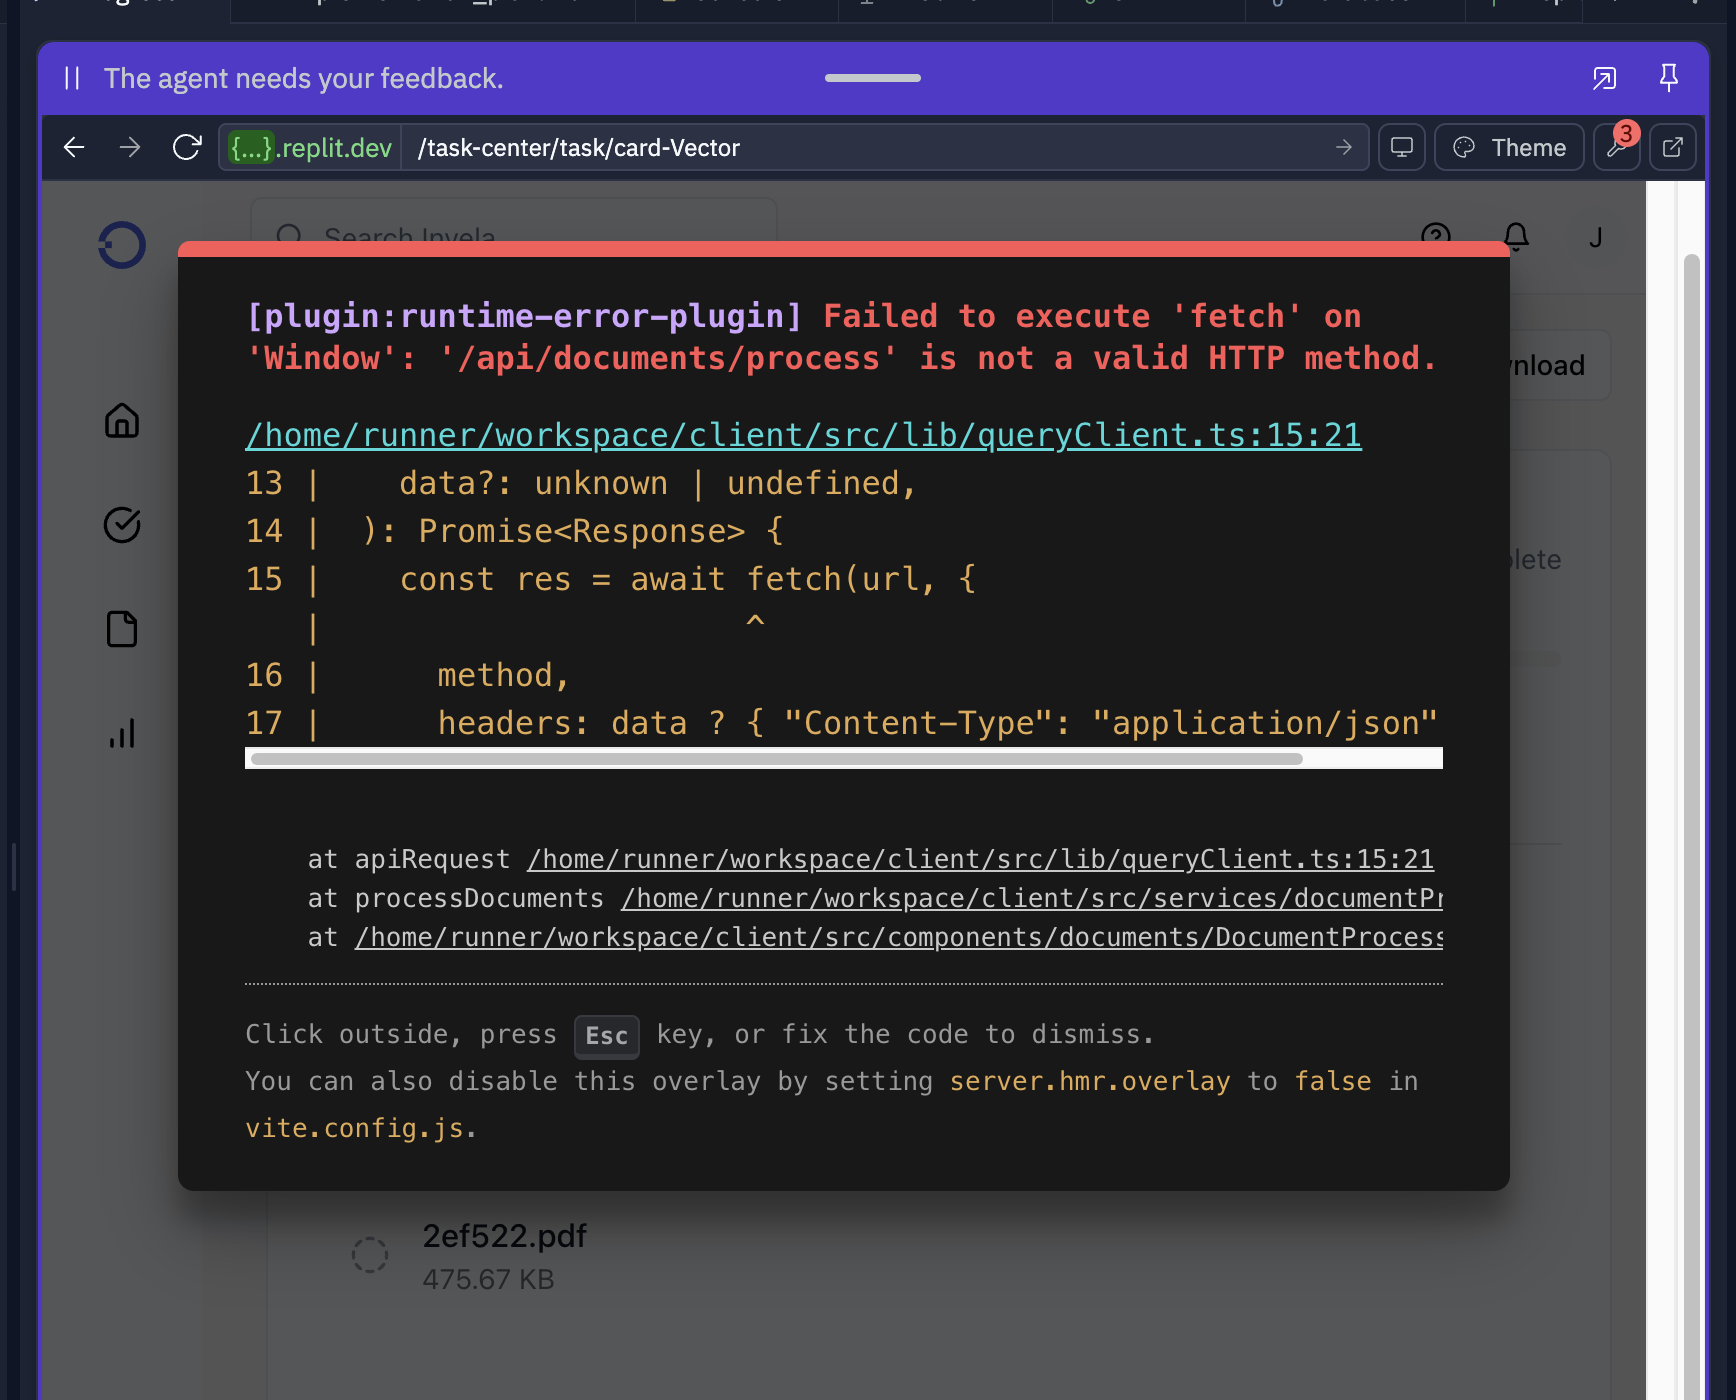 The agent needs your feedback.
{...}.replit.dev
/task-center/task/card-Vector
Theme
3
Search Invela
J
[plugin:runtime-error-plugin] Failed to execute 'fetch' on
'Window': '/api/documents/process' is not a valid HTTP method.
/home/runner/workspace/client/src/lib/queryClient.ts:15:21
13 |    data?: unknown | undefined,
14 |  ): Promise<Response> {
15 |    const res = await fetch(url, {
   |                      ^
16 |      method,
17 |      headers: data ? { "Content-Type": "application/json"
at apiRequest /home/runner/workspace/client/src/lib/queryClient.ts:15:21
at processDocuments /home/runner/workspace/client/src/services/documentPr
at /home/runner/workspace/client/src/components/documents/DocumentProcess
Click outside, press Esc key, or fix the code to dismiss.
You can also disable this overlay by setting server.hmr.overlay to false in
vite.config.js.
2ef522.pdf
475.67 KB